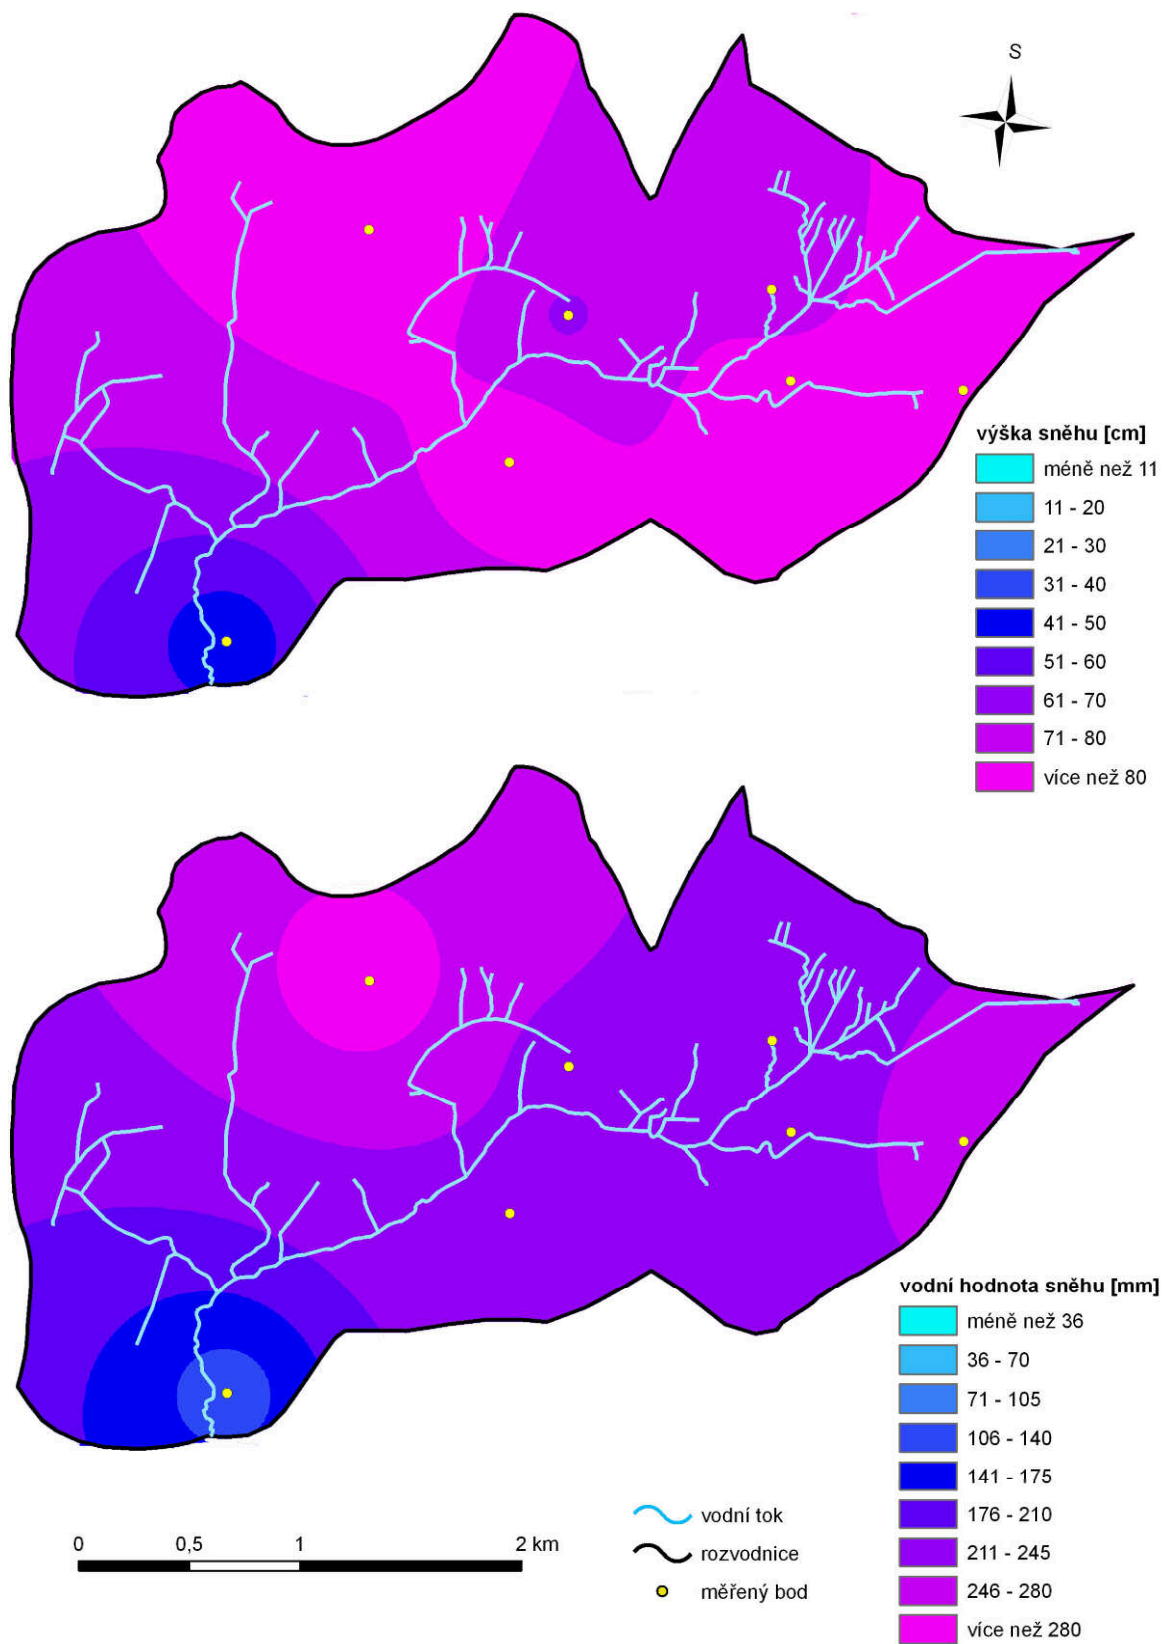 S
výška sněhu [cm]
méně než 11
11 - 20
21 - 30
31 - 40
41 - 50
51 - 60
61 - 70
71 - 80
více než 80
vodní hodnota sněhu [mm]
méně než 36
36 - 70
71 - 105
106 - 140
141 - 175
176 - 210
211 - 245
246 - 280
více než 280
0 0,5 1 2 km
vodní tok
rozvodnice
měřený bod